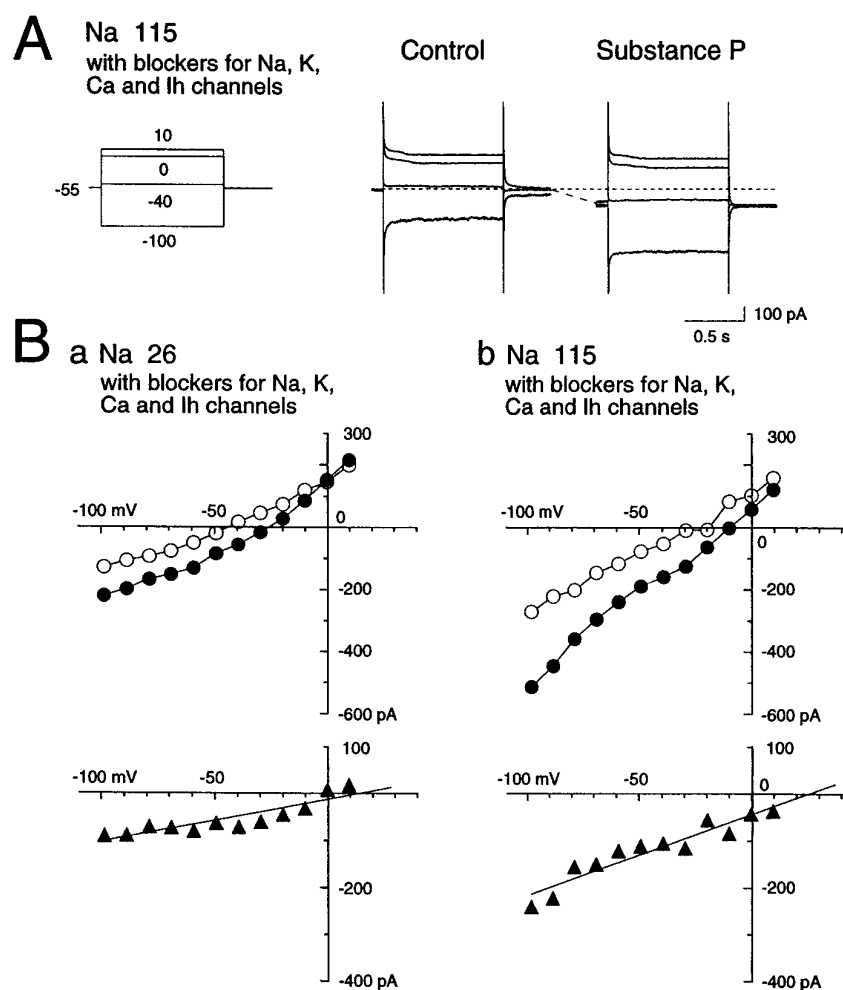 A
Na 115
with blockers for Na, K,
Ca and Ih channels
Control
Substance P
10
0
-55
-40
-100
100 pA
0.5 s
B
a Na 26
with blockers for Na, K,
Ca and Ih channels
300
-100 mV
-50
0
-200
-400
-600 pA
100
-100 mV
-50
-200
-400 pA
b Na 115
with blockers for Na, K,
Ca and Ih channels
300
-100 mV
-50
0
-200
-400
-600 pA
100
-100 mV
-50
0
-200
-400 pA